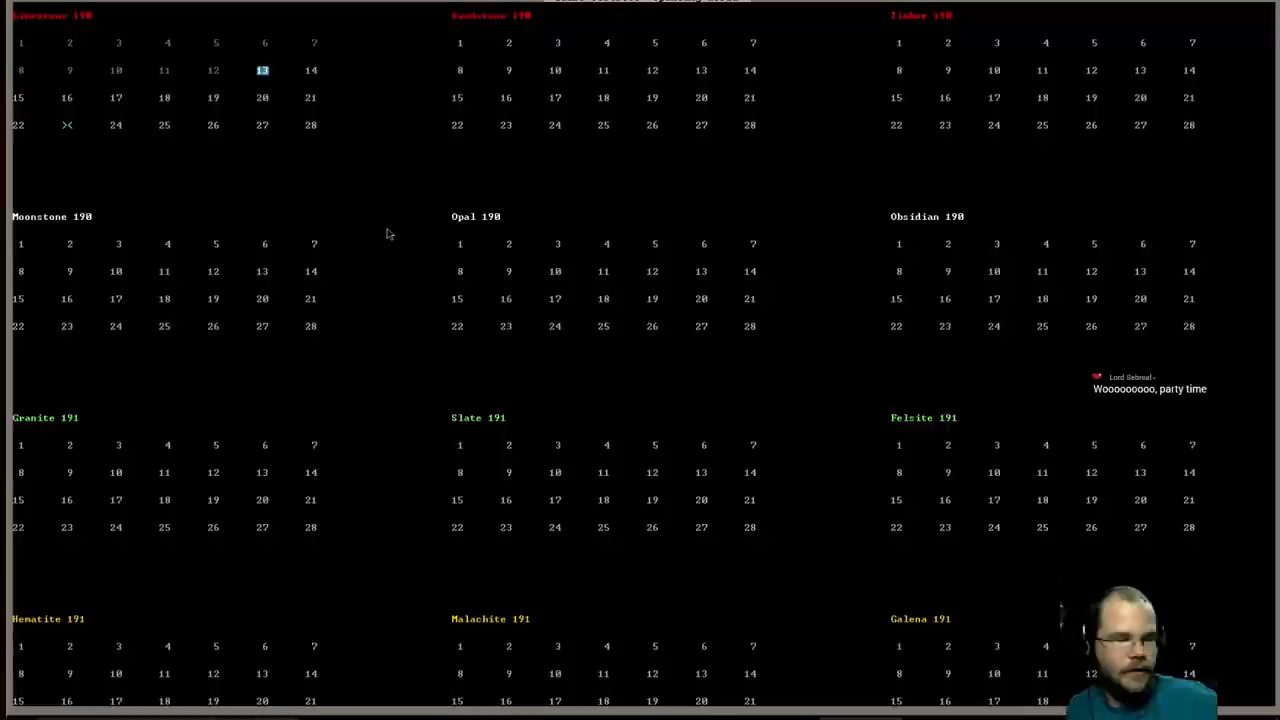 Limestone 190 Sandstone 190 Timber 190
1 2 3 4 5 6 7 1 2 3 4 5 6 7 1 2 3 4 5 6 7
8 9 10 11 12 13 14 8 9 10 11 12 13 14 8 9 10 11 12 13 14
15 16 17 18 19 20 21 15 16 17 18 19 20 21 15 16 17 18 19 20 21
22 >< 24 25 26 27 28 22 23 24 25 26 27 28 22 23 24 25 26 27 28
Moonstone 190 Opal 190 Obsidian 190
1 2 3 4 5 6 7 1 2 3 4 5 6 7 1 2 3 4 5 6 7
8 9 10 11 12 13 14 8 9 10 11 12 13 14 8 9 10 11 12 13 14
15 16 17 18 19 20 21 15 16 17 18 19 20 21 15 16 17 18 19 20 21
22 23 24 25 26 27 28 22 23 24 25 26 27 28 22 23 24 25 26 27 28
Lord Sebreal-
Wooooooooo, party time
Granite 191 Slate 191 Felsite 191
1 2 3 4 5 6 7 1 2 3 4 5 6 7 1 2 3 4 5 6 7
8 9 10 11 12 13 14 8 9 10 11 12 13 14 8 9 10 11 12 13 14
15 16 17 18 19 20 21 15 16 17 18 19 20 21 15 16 17 18 19 20 21
22 23 24 25 26 27 28 22 23 24 25 26 27 28 22 23 24 25 26 27 28
Hematite 191 Malachite 191 Galena 191
1 2 3 4 5 6 7 1 2 3 4 5 6 7 1 2 3 4 5 7
8 9 10 11 12 13 14 8 9 10 11 12 13 14 8 9 10 11 12 14
15 16 17 18 19 20 21 15 16 17 18 19 20 21 15 16 17 18 21